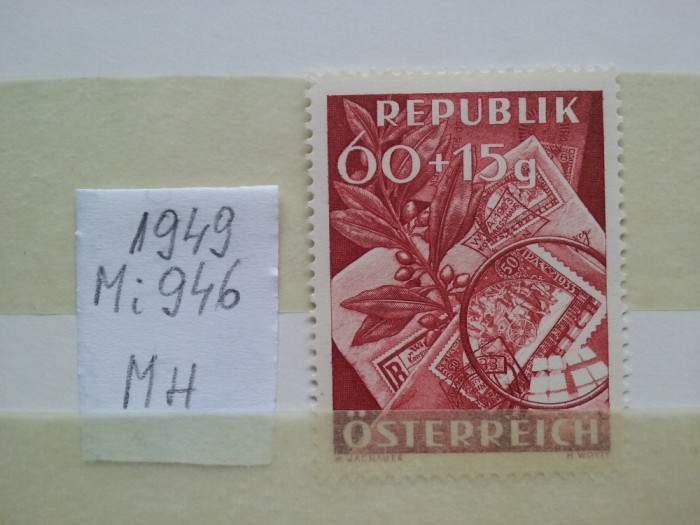 1949
Mi 946
MH
REPUBLIK
60+15g
R
ÖSTERREICH